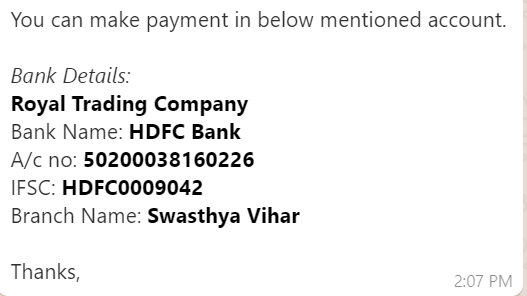 You can make payment in below mentioned account.
Bank Details:
Royal Trading Company
Bank Name: HDFC Bank
A/c no: 50200038160226
IFSC: HDFC0009042
Branch Name: Swasthya Vihar
Thanks,
2:07 PM